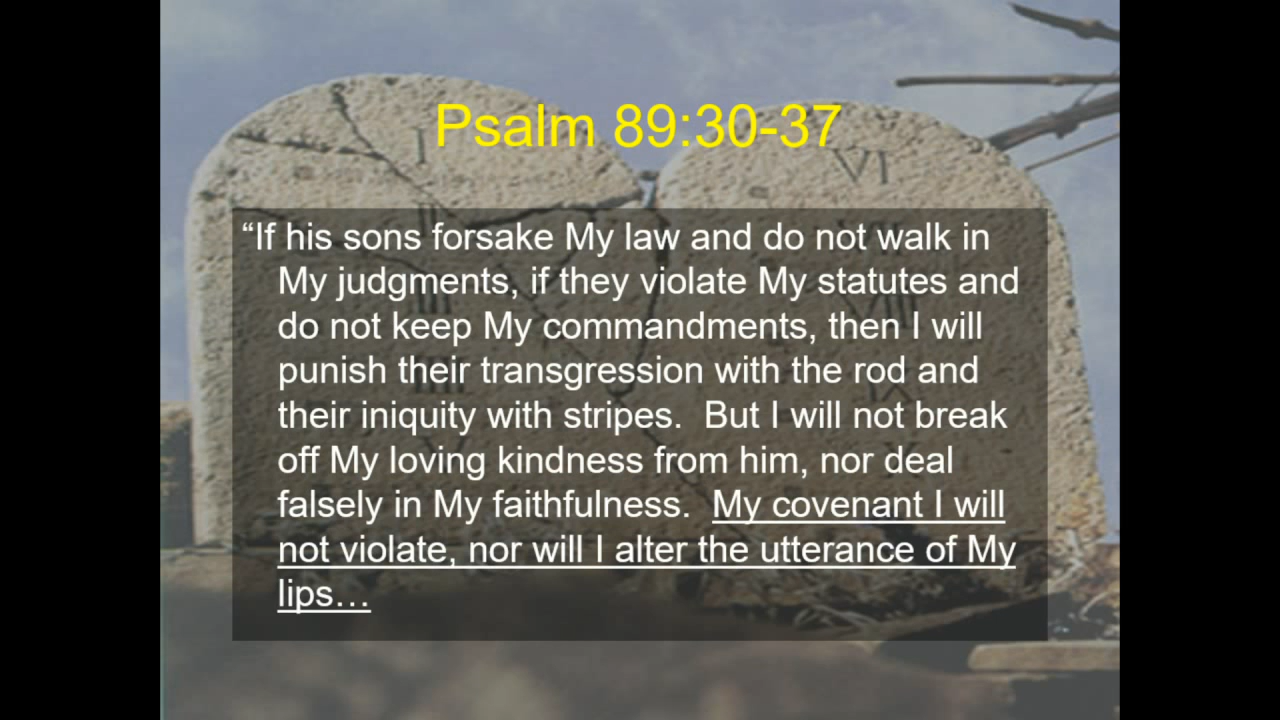 Psalm 89:30-37
I
VI
“If his sons forsake My law and do not walk in
My judgments, if they violate My statutes and
do not keep My commandments, then I will
punish their transgression with the rod and
their iniquity with stripes.  But I will not break
off My loving kindness from him, nor deal
falsely in My faithfulness.  My covenant I will
not violate, nor will I alter the utterance of My
lips…